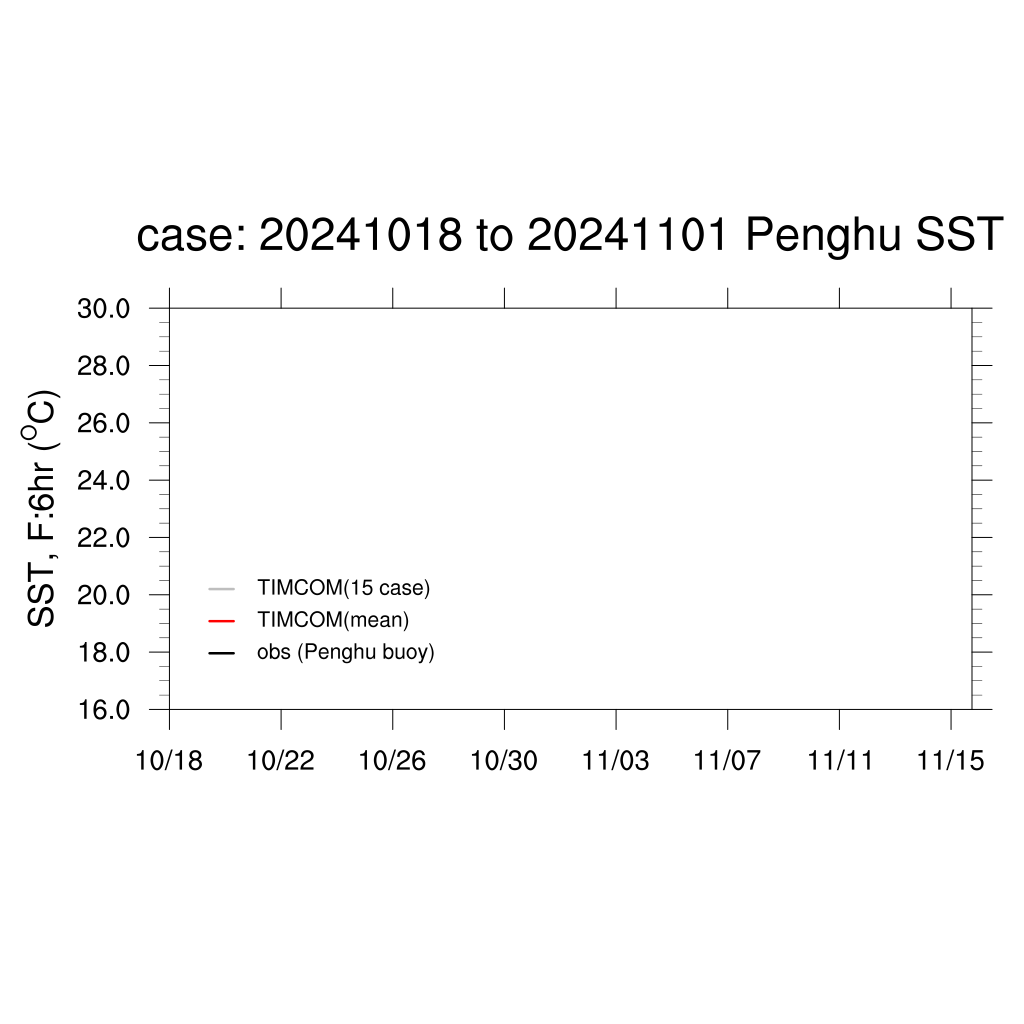 case: 20241018 to 20241101 Penghu SST
SST, F:6hr (°C)
30.0
28.0
26.0
24.0
22.0
20.0
18.0
16.0
TIMCOM(15 case)
TIMCOM(mean)
obs (Penghu buoy)
10/18 10/22 10/26 10/30 11/03 11/07 11/11 11/15